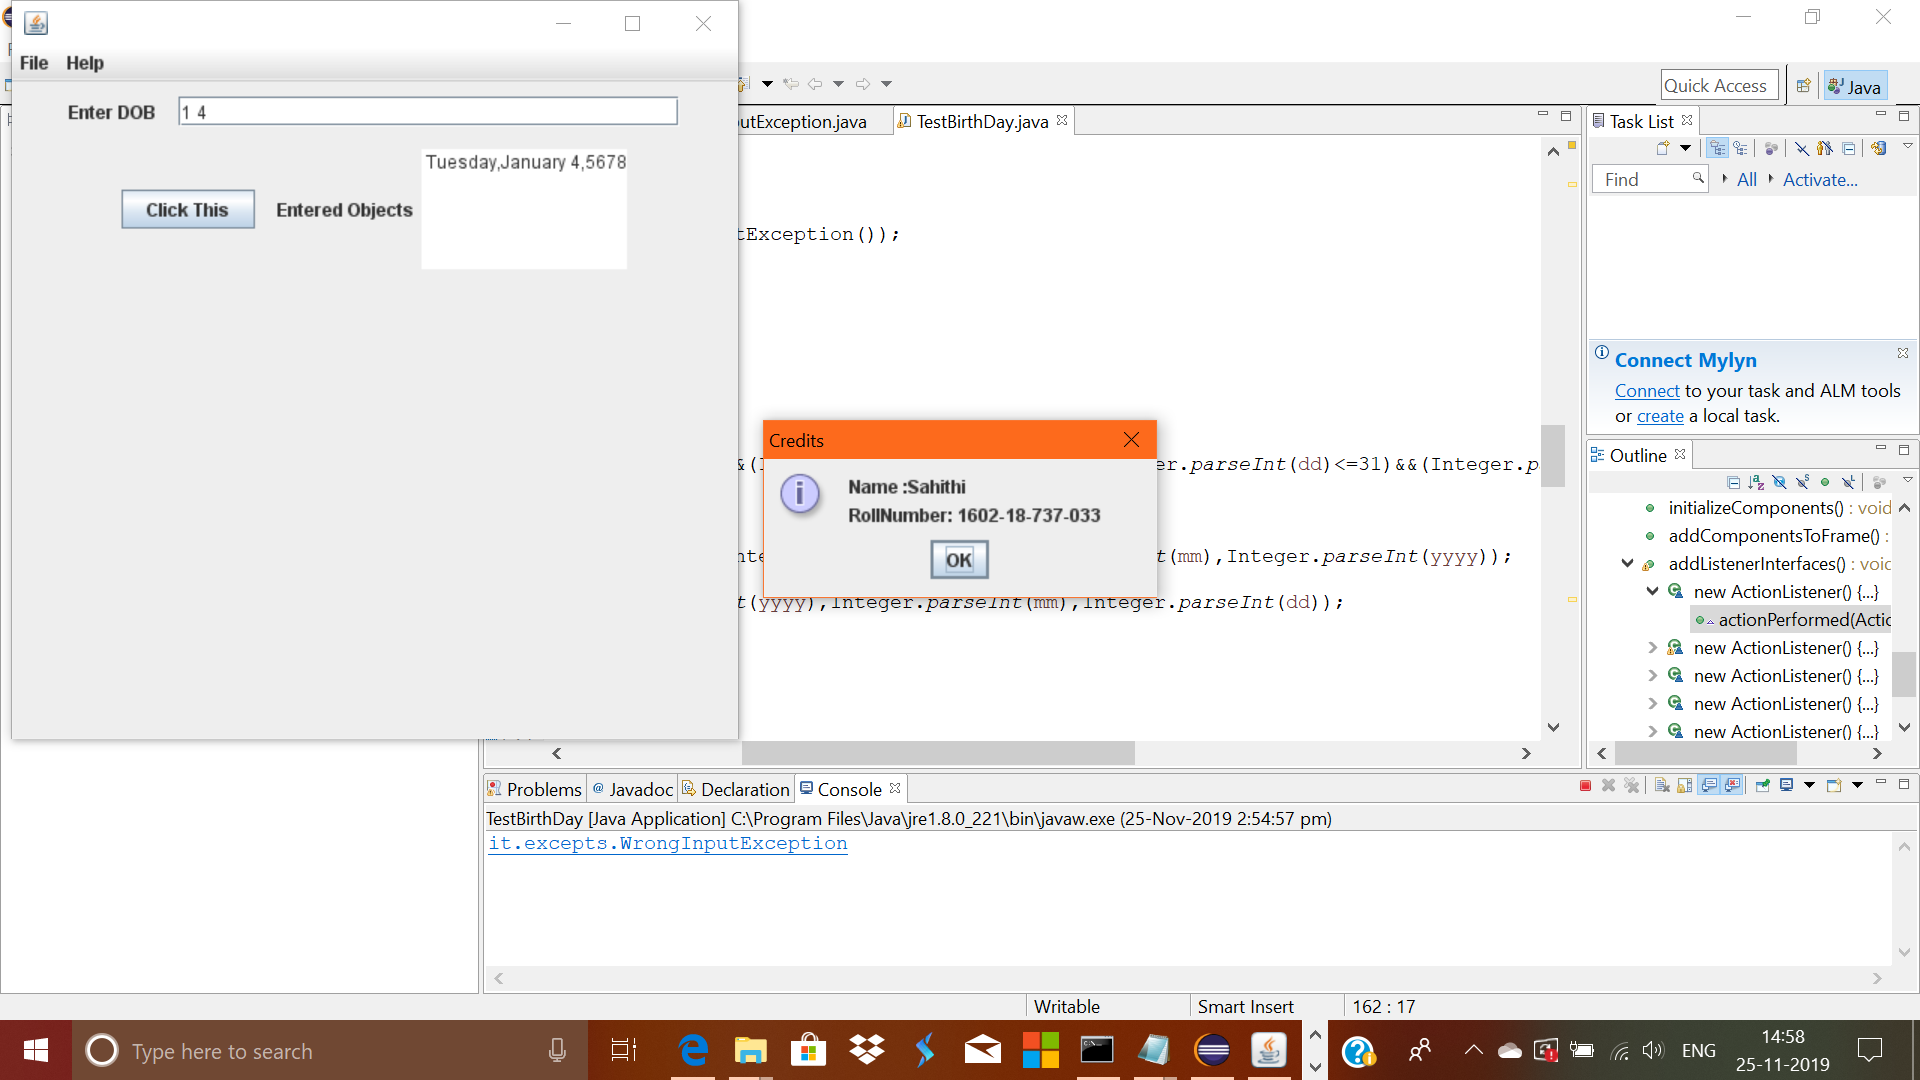 File Help
Enter DOB 1 4
Tuesday,January 4,5678
Click This Entered Objects
Quick Access Java
utException.java TestBirthDay.java
tException());
er.parseInt(dd)<=31)&&(Integer.p
t(mm),Integer.parseInt(yyyy));
t(yyyy),Integer.parseInt(mm),Integer.parseInt(dd));
Credits
Name :Sahithi
RollNumber: 1602-18-737-033
OK
Task List
Find All Activate...
Connect Mylyn
Connect to your task and ALM tools
or create a local task.
Outline
initializeComponents() : void
addComponentsToFrame() :
addListenerInterfaces() : void
new ActionListener() {...}
actionPerformed(Actic
new ActionListener() {...}
new ActionListener() {...}
new ActionListener() {...}
new ActionListener() {...}
Problems @ Javadoc Declaration Console
TestBirthDay [Java Application] C:\Program Files\Java\jre1.8.0_221\bin\javaw.exe (25-Nov-2019 2:54:57 pm)
it.excepts.WrongInputException
Writable Smart Insert 162 : 17
Type here to search
ENG
14:58
25-11-2019